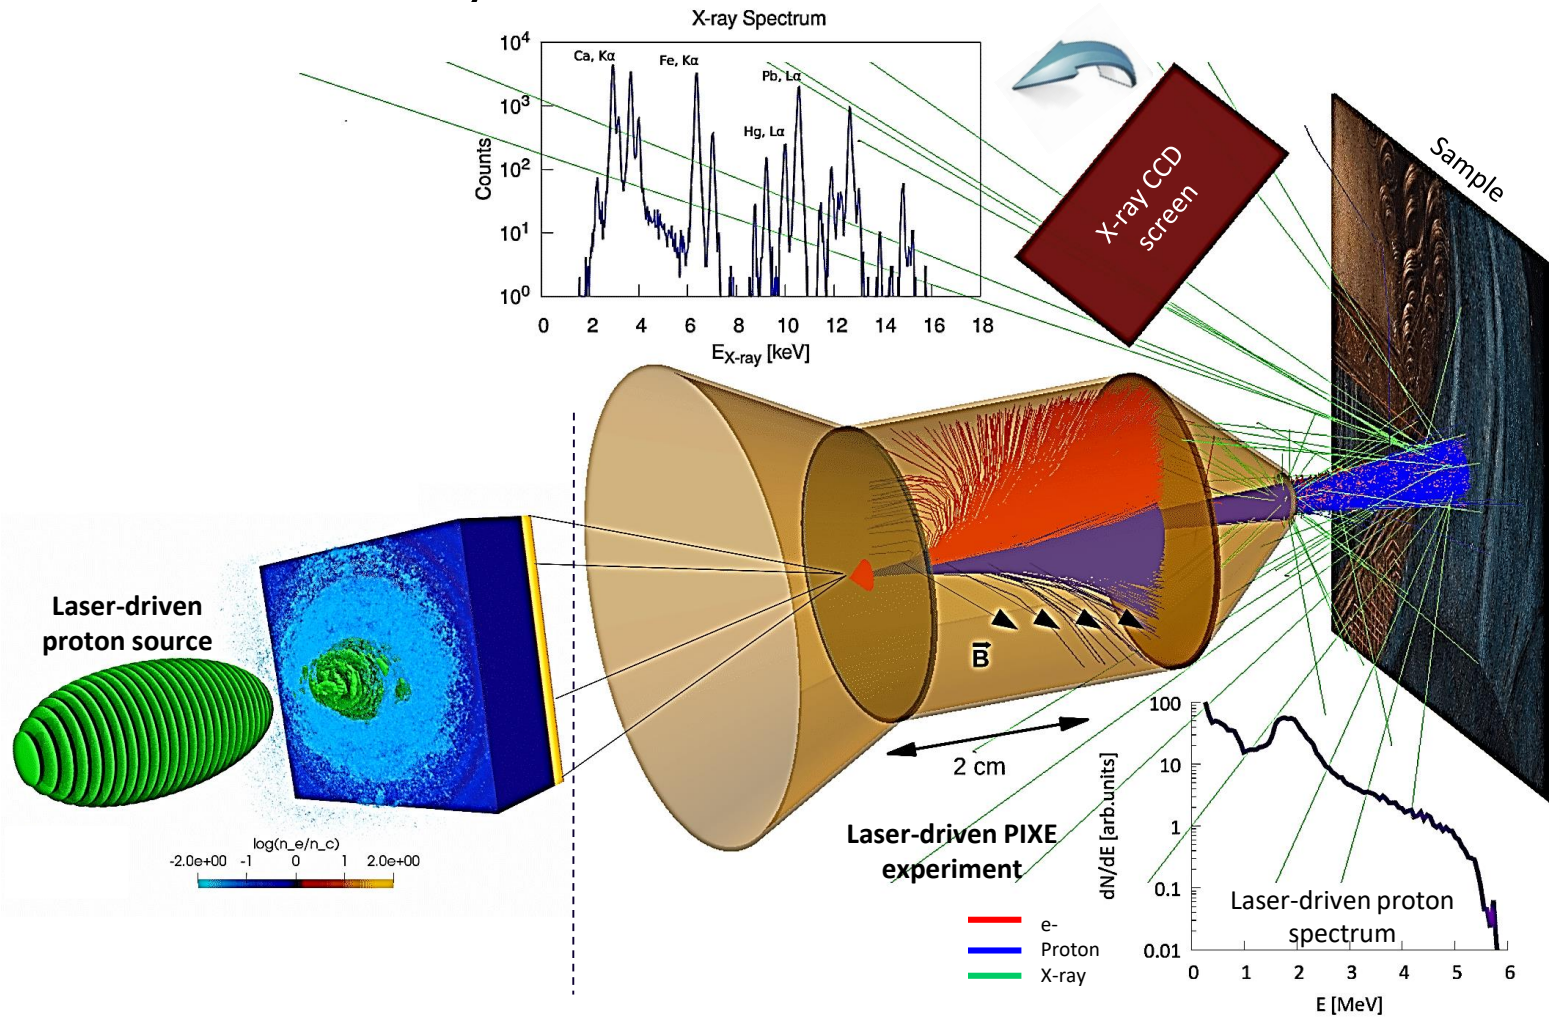 X-ray Spectrum
10⁴
10³
10²
10¹
10⁰
Counts
Ca, Kα
Fe, Kα
Pb, Lα
Hg, Lα
0 2 4 6 8 10 12 14 16 18
E_X-ray [keV]
X-ray CCD
screen
Sample
Laser-driven
proton source
log(n_e/n_c)
-2.0e+00 -1 0 1 2.0e+00
B
2 cm
Laser-driven PIXE
experiment
e-
Proton
X-ray
100
10
1
0.1
0.01
dN/dE [arb.units]
Laser-driven proton
spectrum
0 1 2 3 4 5 6
E [MeV]